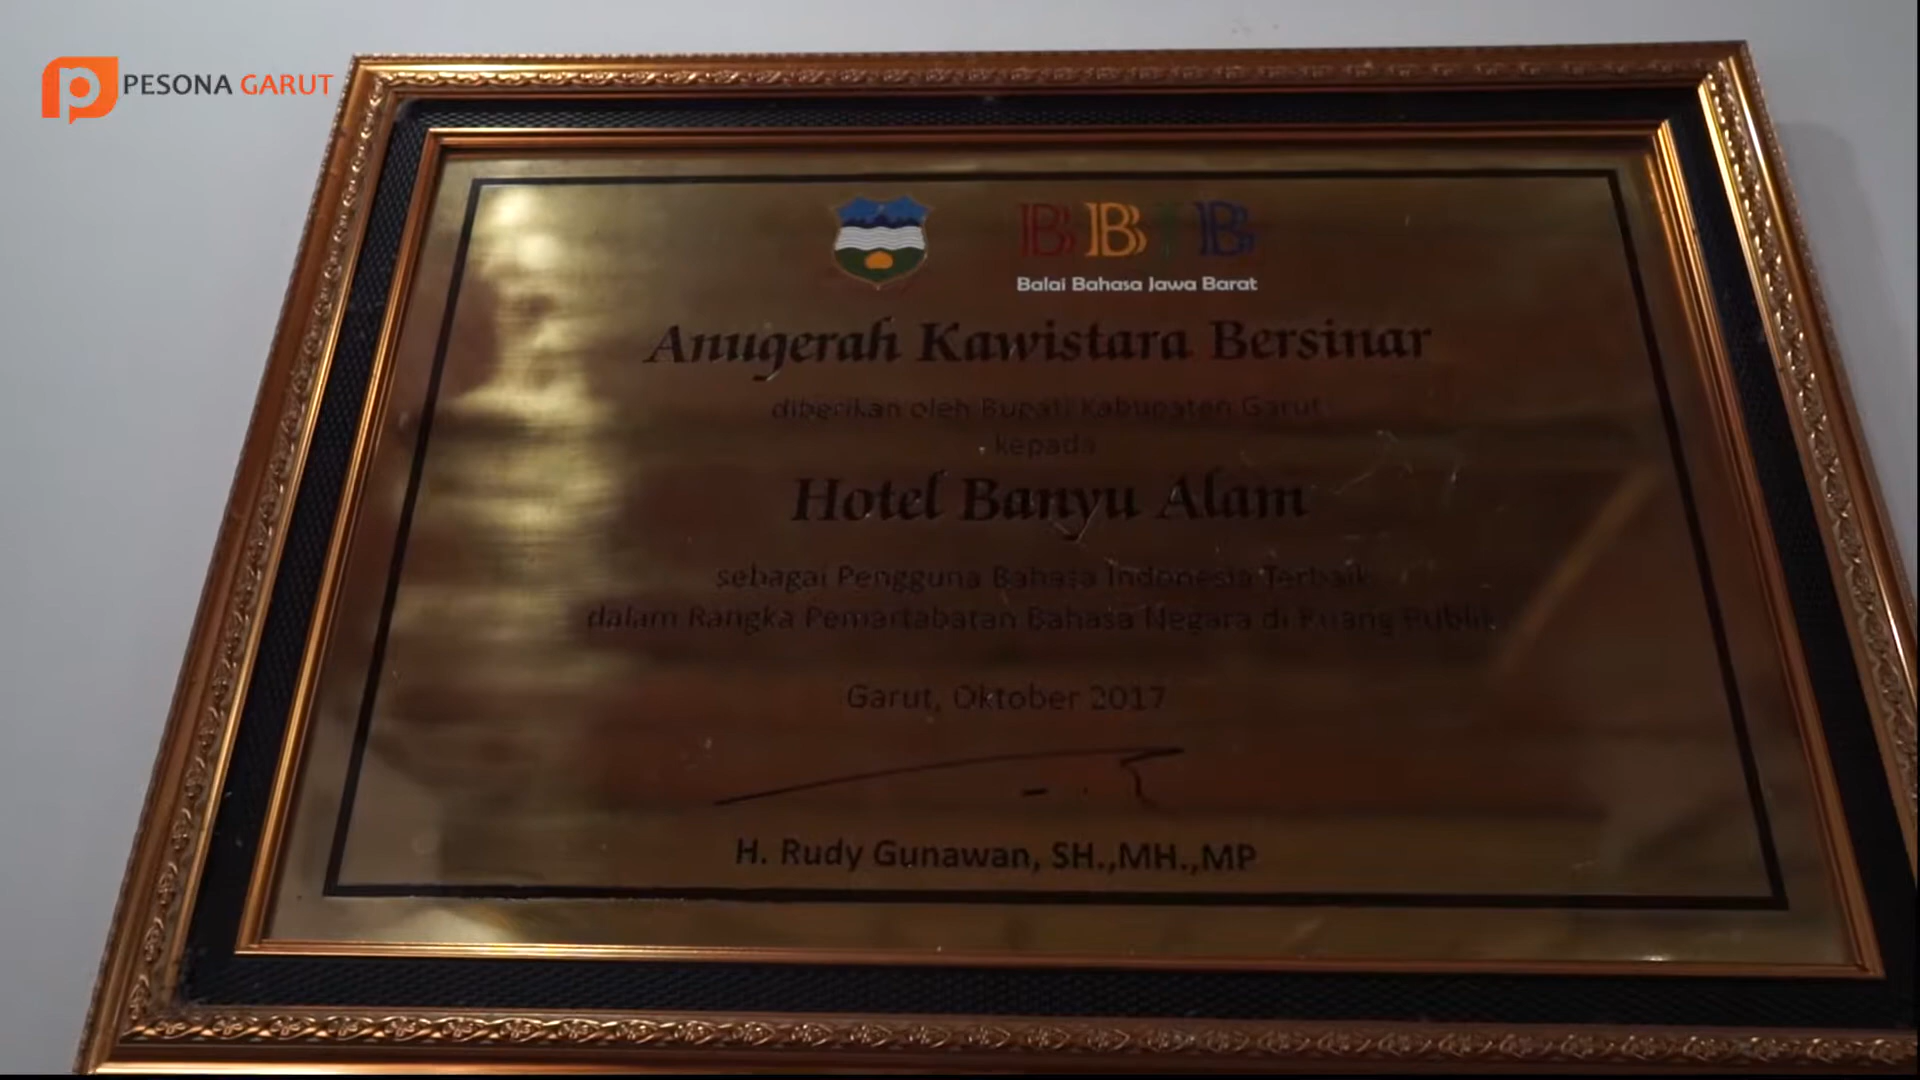 PESONA GARUT
BBJB
Balai Bahasa Jawa Barat
Anugerah Kawistara Bersinar
diberikan oleh Bupati Kabupaten Garut
kepada
Hotel Banyu Alam
sebagai Pengguna Bahasa Indonesia Terbaik
dalam Rangka Pemartabatan Bahasa Negara di Ruang Publik
Garut, Oktober 2017
H. Rudy Gunawan, SH.,MH.,MP